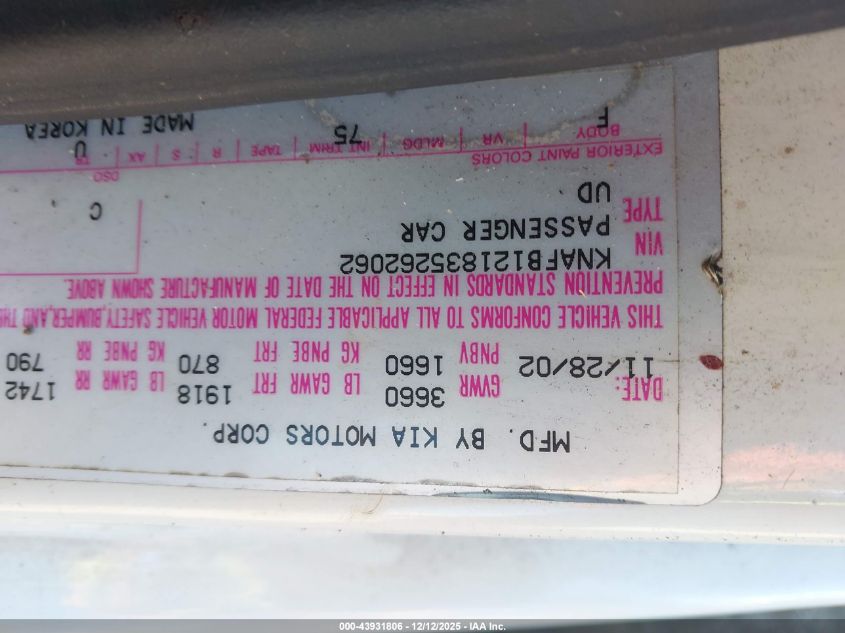 MFD. BY KIA MOTORS CORP.
DATE: GVWR 3660 LB GAWR FRT 1918 LB GAWR RR 1742
11/28/02 PNBV 1660 KG PNBE FRT 870 KG PNBE RR 790
THIS VEHICLE CONFORMS TO ALL APPLICABLE FEDERAL MOTOR VEHICLE SAFETY,BUMPER,AND
PREVENTION STANDARDS IN EFFECT ON THE DATE OF MANUFACTURE SHOWN ABOVE.
VIN KNAFB121835262062
TYPE PASSENGER CAR
UD C
EXTERIOR PAINT COLORS OSO
BODY VR MLDG INT TRIM TAPE R S AX TR
F 75 U
MADE IN KOREA
000-43931806 - 12/12/2025 - IAA Inc.